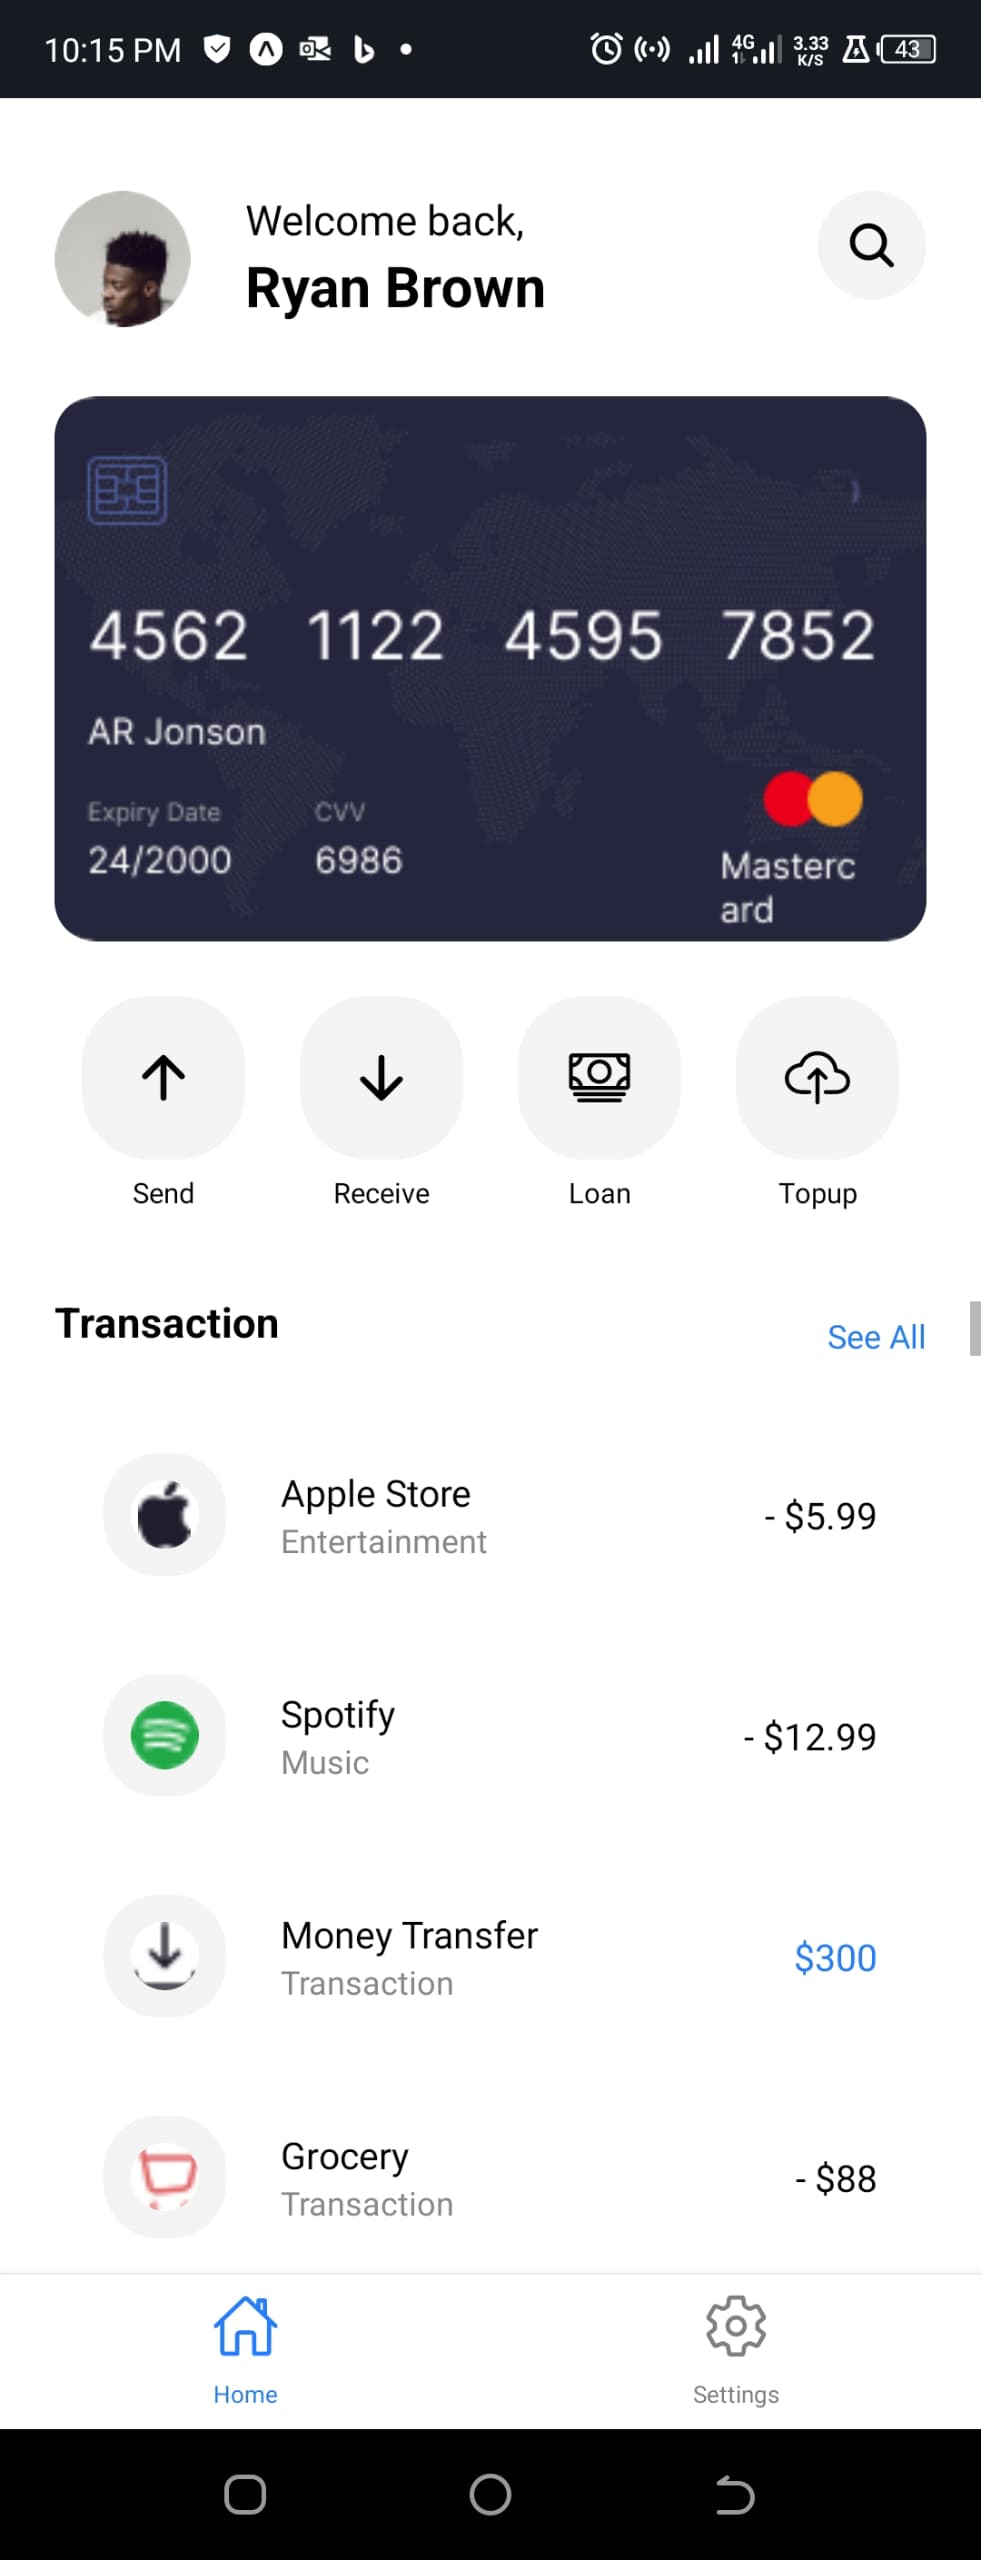 10:15 PM
4G
3.33
K/S
43
Welcome back,
Ryan Brown
4562 1122 4595 7852
AR Jonson
Expiry Date CVV
24/2000 6986
Masterc
ard
Send Receive Loan Topup
Transaction
See All
Apple Store
Entertainment
- $5.99
Spotify
Music
- $12.99
Money Transfer
Transaction
$300
Grocery
Transaction
- $88
Home Settings